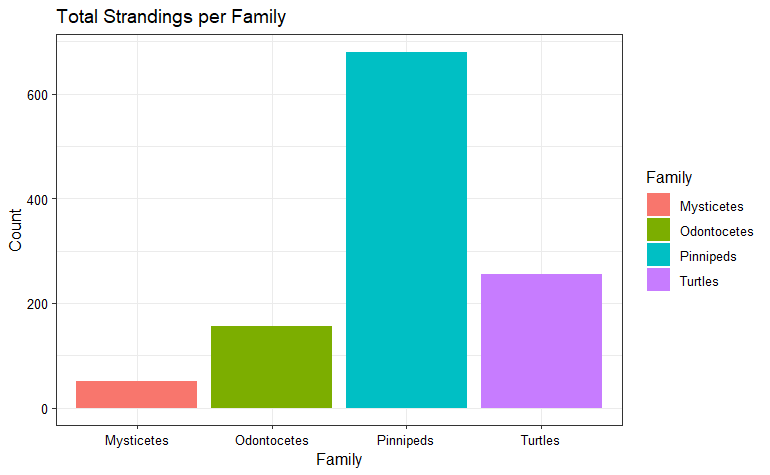 Total Strandings per Family
Count
600
400
200
0
Mysticetes
Odontocetes
Pinnipeds
Turtles
Family
Family
Mysticetes
Odontocetes
Pinnipeds
Turtles